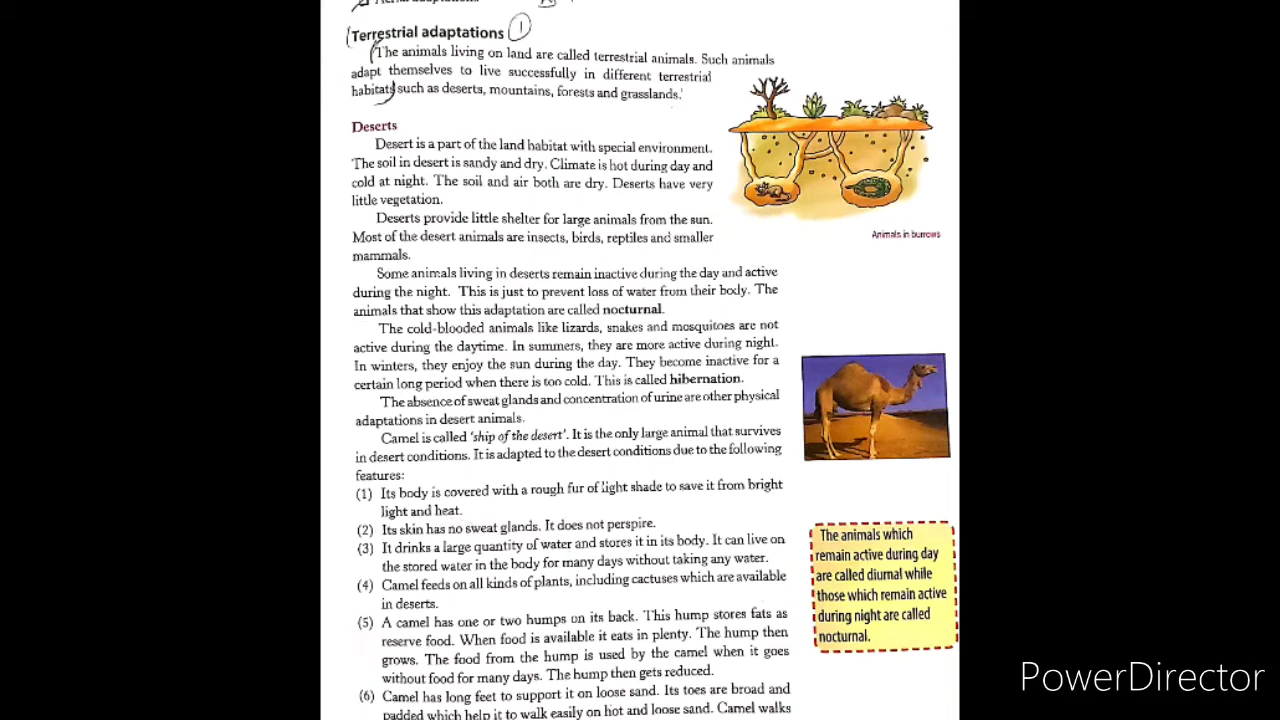 Terrestrial adaptations 1
The animals living on land are called terrestrial animals. Such animals
adapt themselves to live successfully in different terrestrial
habitats such as deserts, mountains, forests and grasslands.
Deserts
Desert is a part of the land habitat with special environment.
The soil in desert is sandy and dry. Climate is hot during day and
cold at night. The soil and air both are dry. Deserts have very
little vegetation.
Deserts provide little shelter for large animals from the sun.
Most of the desert animals are insects, birds, reptiles and smaller
mammals.
Animals in burrows
Some animals living in deserts remain inactive during the day and active
during the night. This is just to prevent loss of water from their body. The
animals that show this adaptation are called nocturnal.
The cold-blooded animals like lizards, snakes and mosquitoes are not
active during the daytime. In summers, they are more active during night.
In winters, they enjoy the sun during the day. They become inactive for a
certain long period when there is too cold. This is called hibernation.
The absence of sweat glands and concentration of urine are other physical
adaptations in desert animals.
Camel is called 'ship of the desert'. It is the only large animal that survives
in desert conditions. It is adapted to the desert conditions due to the following
features:
(1) Its body is covered with a rough fur of light shade to save it from bright
light and heat.
(2) Its skin has no sweat glands. It does not perspire.
(3) It drinks a large quantity of water and stores it in its body. It can live on
the stored water in the body for many days without taking any water.
(4) Camel feeds on all kinds of plants, including cactuses which are available
in deserts.
(5) A camel has one or two humps on its back. This hump stores fats as
reserve food. When food is available it eats in plenty. The hump then
grows. The food from the hump is used by the camel when it goes
without food for many days. The hump then gets reduced.
(6) Camel has long feet to support it on loose sand. Its toes are broad and
padded which help it to walk easily on hot and loose sand. Camel walks
The animals which
remain active during day
are called diurnal while
those which remain active
during night are called
nocturnal.
PowerDirector